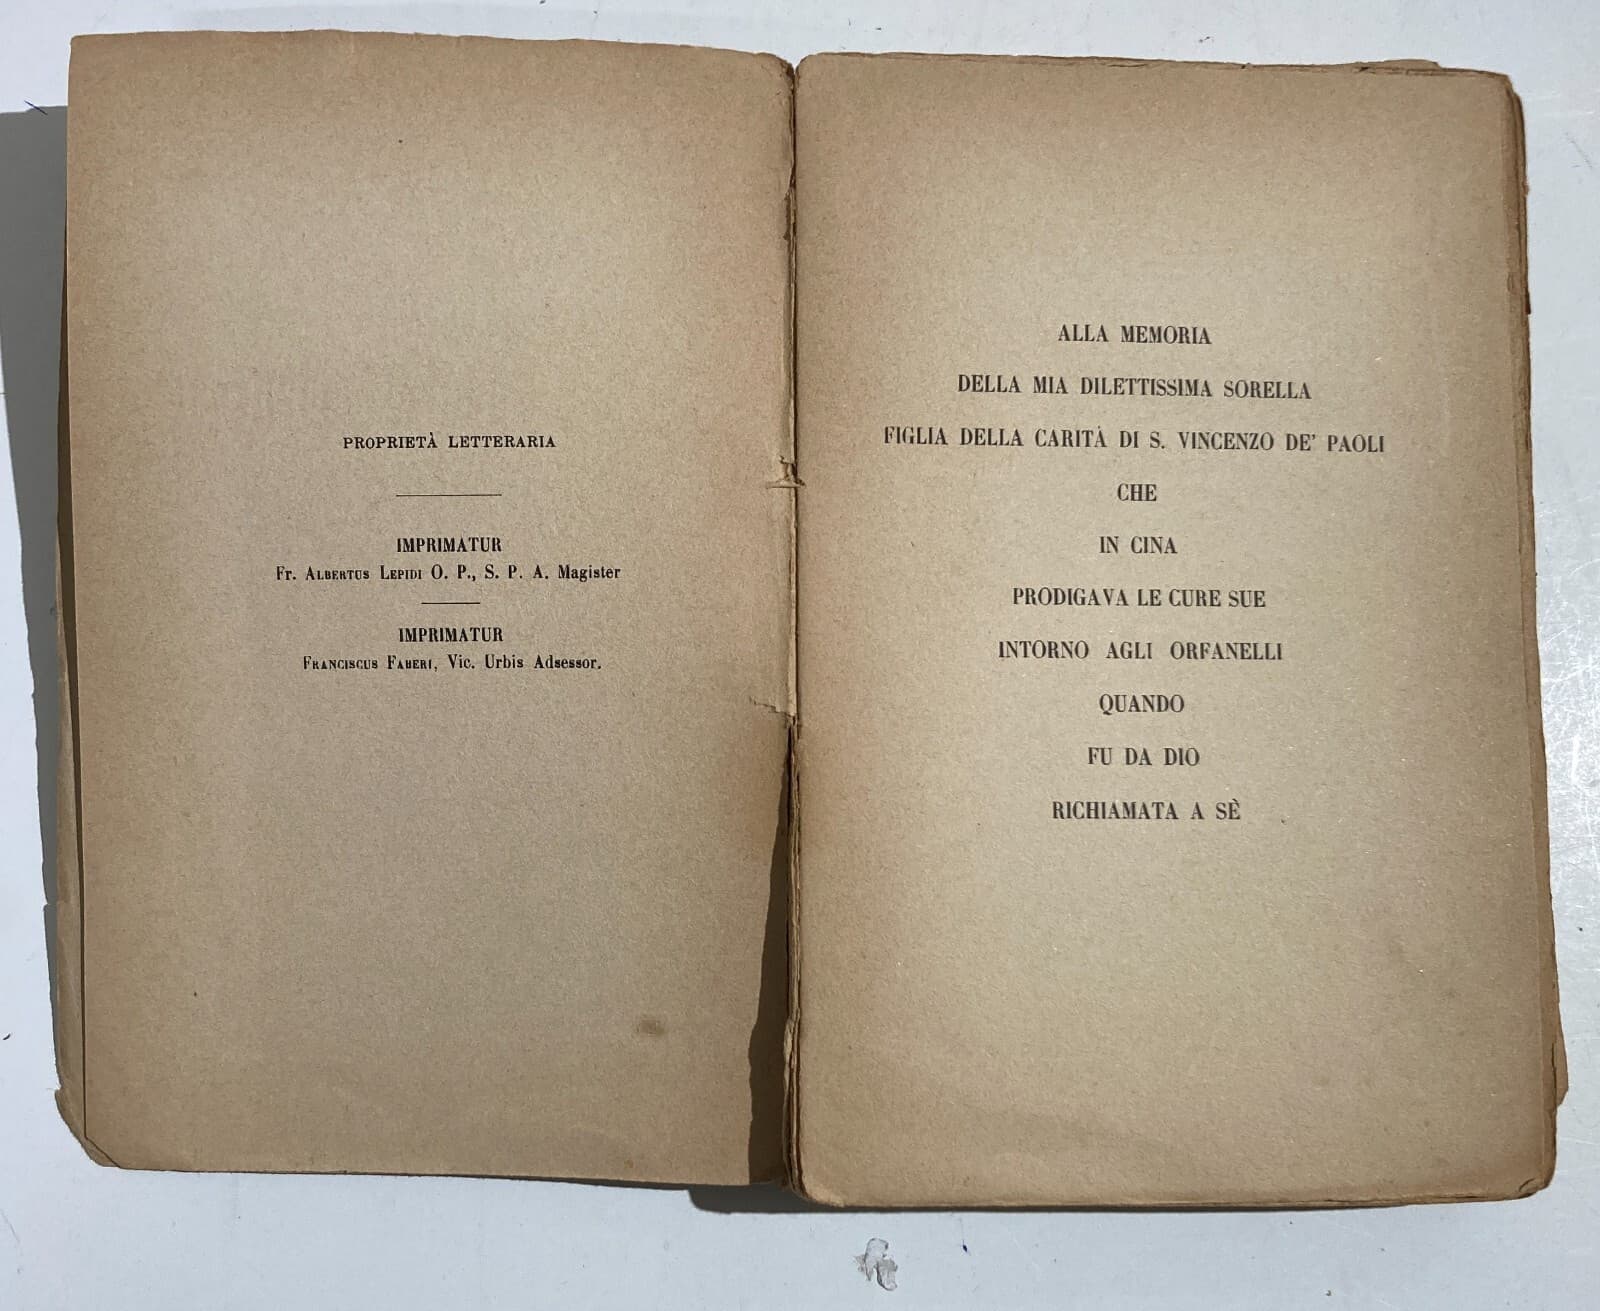 PROPRIETÀ LETTERARIA
IMPRIMATUR
Fr. ALBERTUS LEPIDI O. P., S. P. A. Magister
IMPRIMATUR
FRANCISCUS FABERI, Vic. Urbis Adsessor.
ALLA MEMORIA
DELLA MIA DILETTISSIMA SORELLA
FIGLIA DELLA CARITÀ DI S. VINCENZO DE' PAOLI
CHE
IN CINA
PRODIGAVA LE CURE SUE
INTORNO AGLI ORFANELLI
QUANDO
FU DA DIO
RICHIAMATA A SÈ